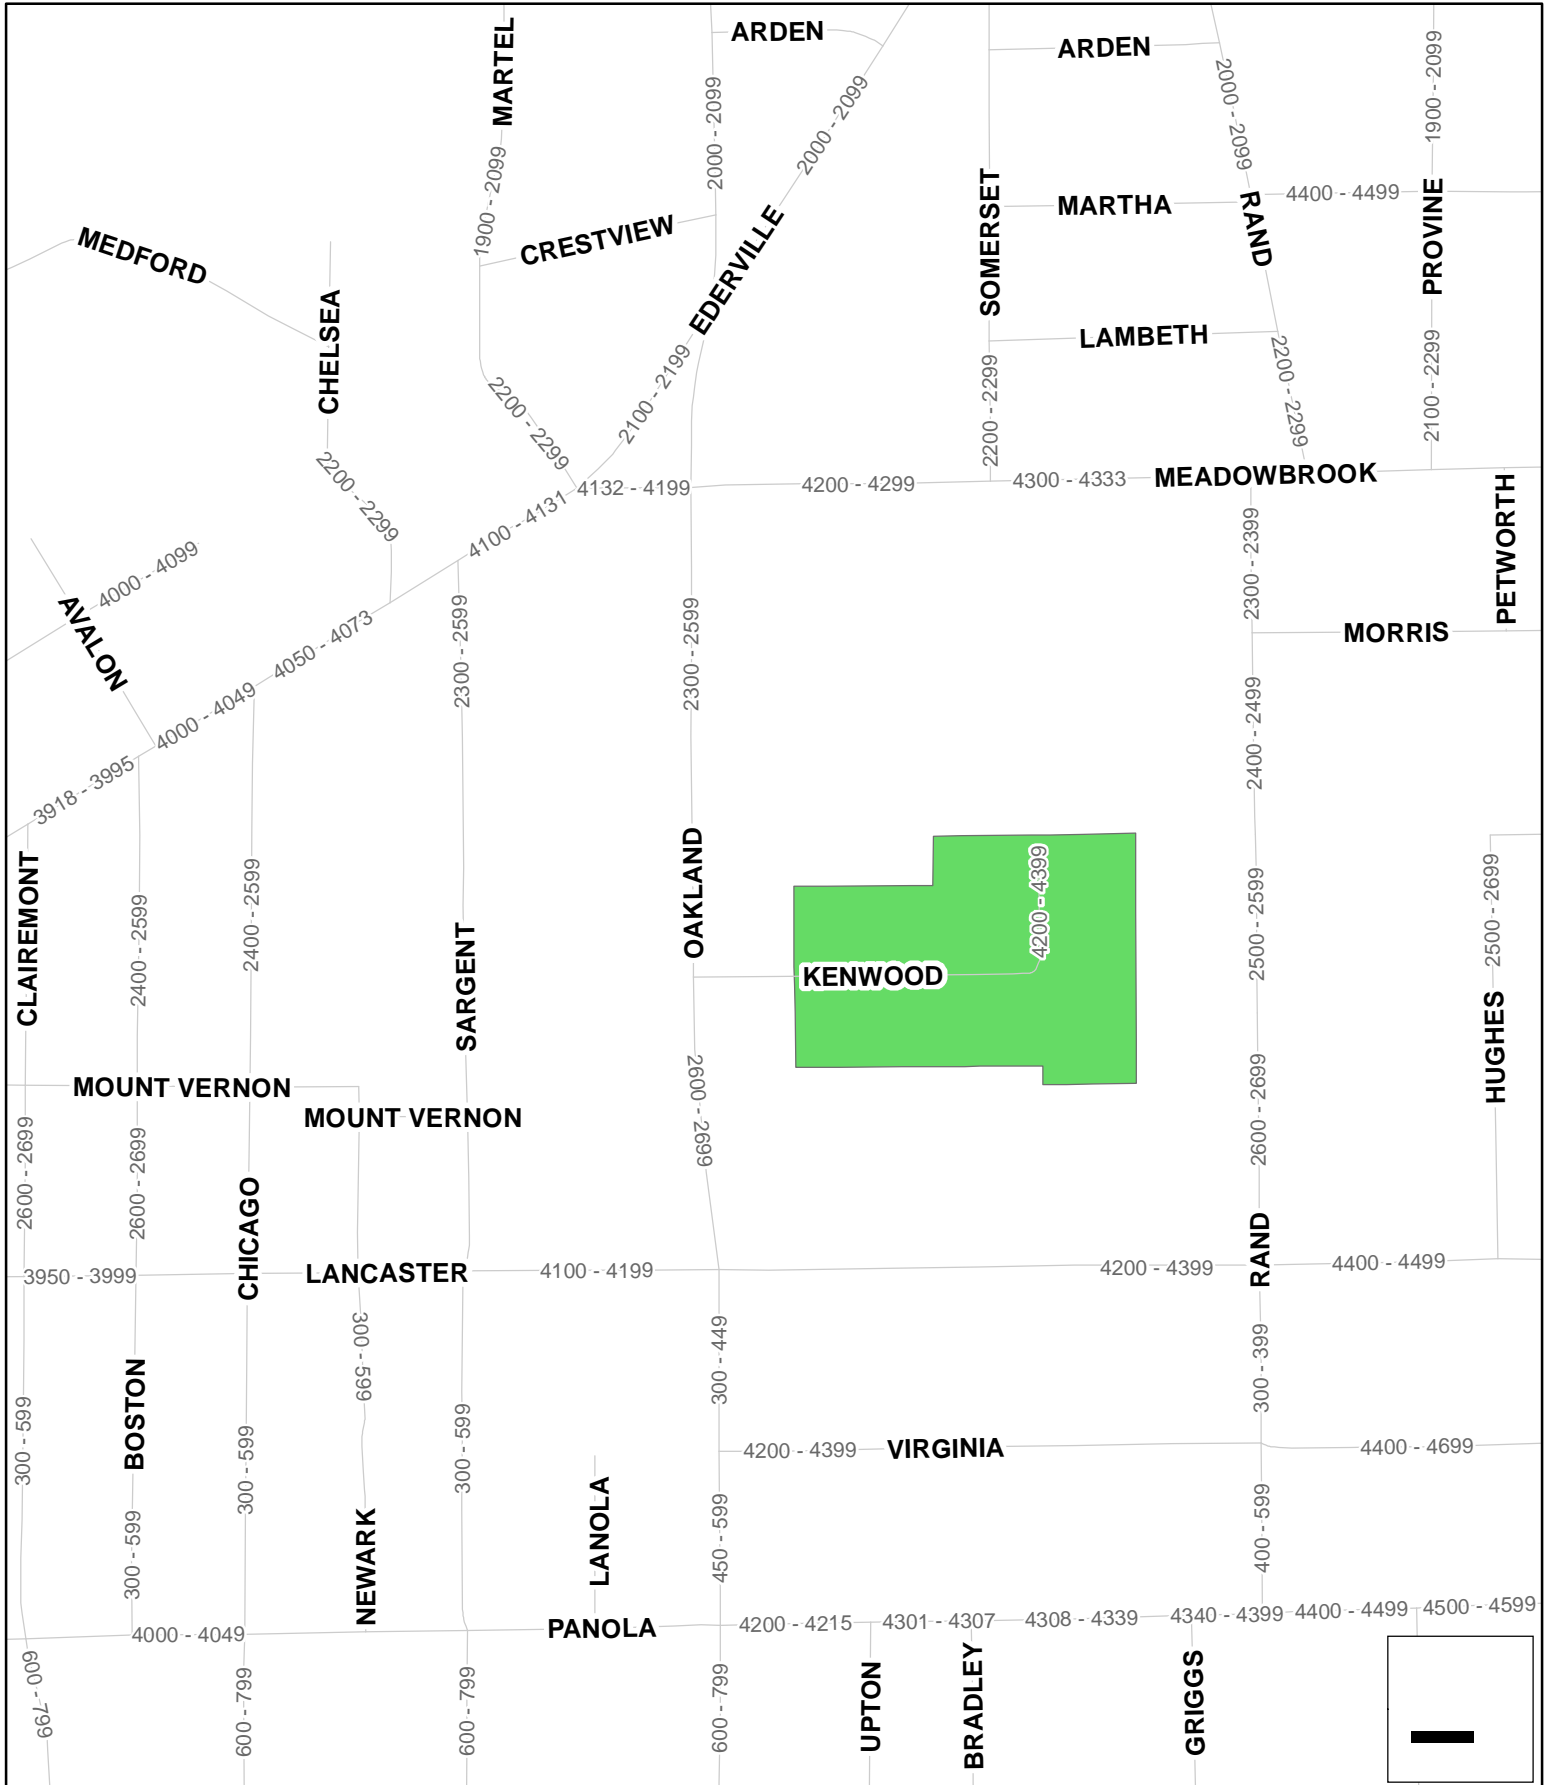 ARDEN
ARDEN
MARTEL
2000 - 2099
2000 - 2099
2000 - 2099
1900 - 2099
1900 - 2099
SOMERSET
MARTHA
RAND
4400 - 4499
PROVINE
MEDFORD
CRESTVIEW
EDERVILLE
CHELSEA
LAMBETH
2100 - 2199
2200 - 2299
2200 - 2299
2100 - 2299
2200 - 2299
2200 - 2299
4132 - 4199
4200 - 4299
4300 - 4333
MEADOWBROOK
4100 - 4131
PETWORTH
2300 - 2399
4000 - 4099
AVALON
4050 - 4073
2300 - 2599
2300 - 2599
MORRIS
4000 - 4049
2400 - 2499
3918 - 3995
CLAIREMONT
2400 - 2599
2400 - 2599
SARGENT
OAKLAND
4200 - 4399
KENWOOD
2500 - 2599
2500 - 2699
HUGHES
MOUNT VERNON
MOUNT VERNON
2600 - 2699
2600 - 2699
2600 - 2699
2600 - 2699
CHICAGO
RAND
3950 - 3999
LANCASTER
4100 - 4199
4200 - 4399
4400 - 4499
300 - 599
300 - 449
300 - 399
300 - 599
BOSTON
300 - 599
300 - 599
4200 - 4399
VIRGINIA
4400 - 4699
300 - 599
NEWARK
LANOLA
450 - 599
400 - 599
4000 - 4049
PANOLA
4200 - 4215
4301 - 4307
4308 - 4339
4340 - 4399
4400 - 4499
4500 - 4599
600 - 799
600 - 799
600 - 799
600 - 799
UPTON
BRADLEY
GRIGGS